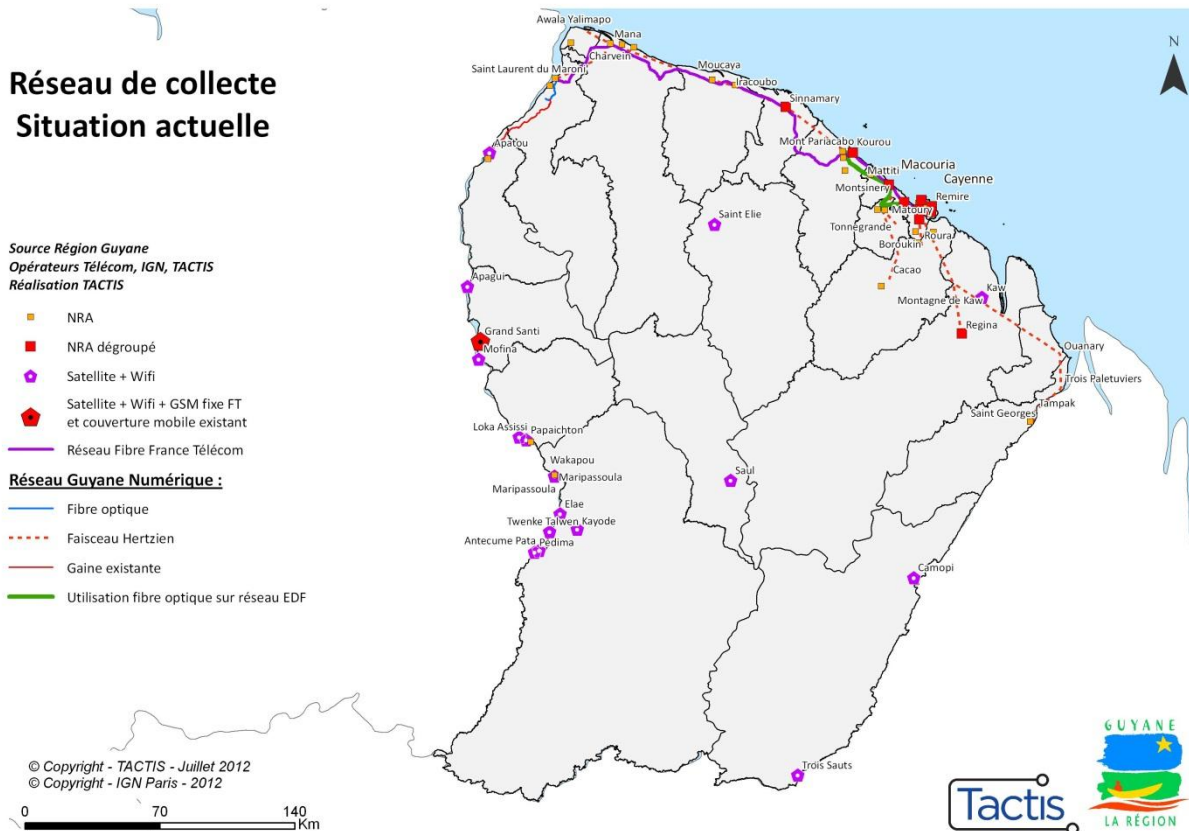 Réseau de collecte
Situation actuelle
Source Région Guyane
Opérateurs Télécom, IGN, TACTIS
Réalisation TACTIS
NRA
NRA dégroupé
Satellite + Wifi
Satellite + Wifi + GSM fixe FT
et couverture mobile existant
Réseau Fibre France Télécom
Réseau Guyane Numérique :
Fibre optique
Faisceau Hertzien
Gaine existante
Utilisation fibre optique sur réseau EDF
© Copyright - TACTIS - Juillet 2012
© Copyright - IGN Paris - 2012
0 70 140
Km
N
Awala Yalimapo
Mana
Charvein
Saint Laurent du Maroni
Moucaya
Iracoubo
Sinnamary
Apatou
Mont Pariacabo
Kourou
Mattiti
Macouria
Cayenne
Montsinery
Remire
Matoury
Saint Elie
Tonnegrande
Roura
Boroukin
Cacao
Apagui
Kaw
Montagne de Kaw
Regina
Grand Santi
Mofina
Ouanary
Trois Paletuviers
Tampak
Saint Georges
Loka Assissi
Papaichton
Wakapou
Maripassoula
Maripassoula
Saul
Elae
Twenke Talwen
Kayode
Antecume Pata
Pedima
Camopi
Trois Sauts
Tactis
GUYANE
LA RÉGION